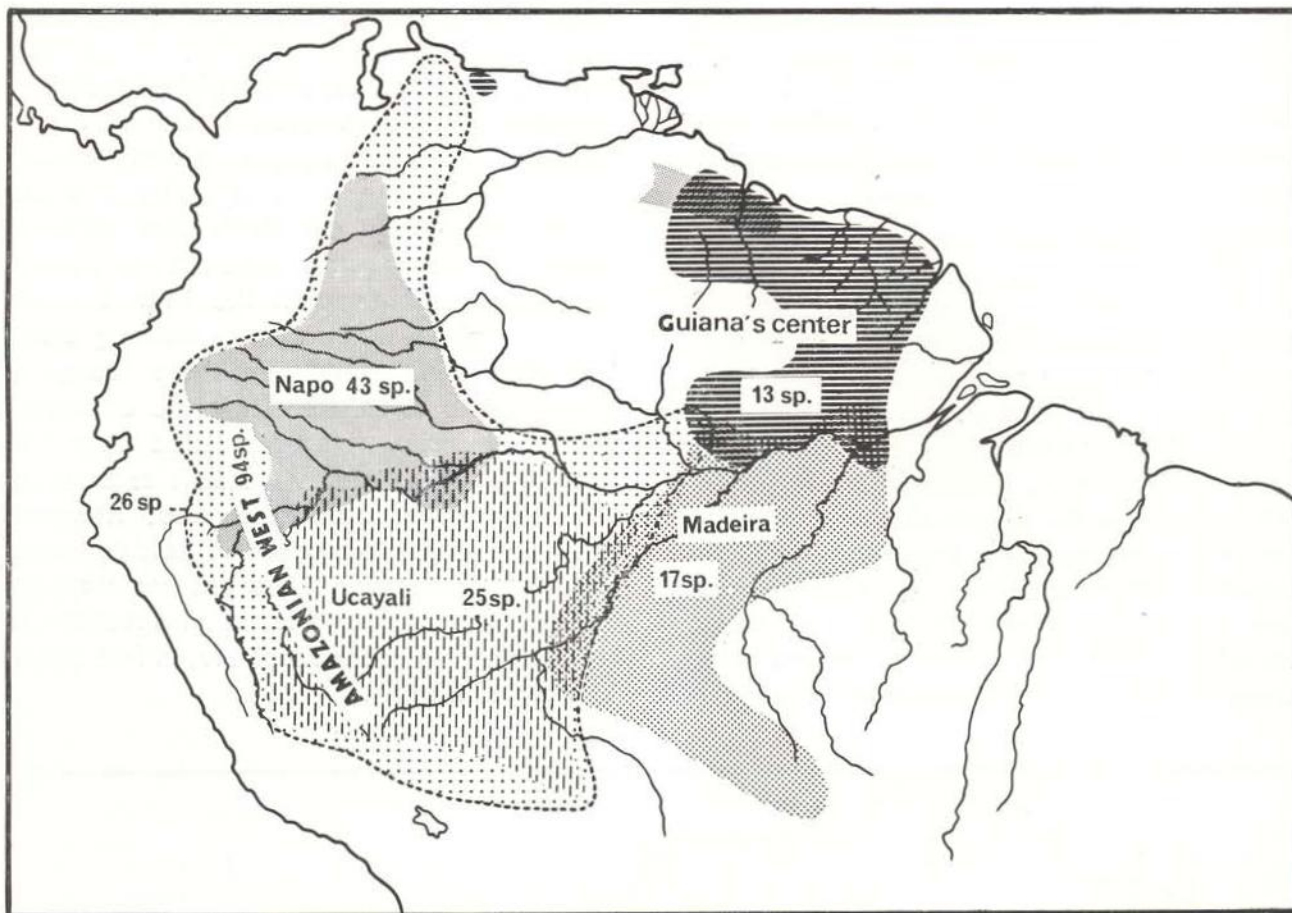 Guiana's center
Napo 43 sp.
13 sp.
26 sp
AMAZONIAN WEST 94sp.
Madeira
17sp.
Ucayali 25sp.